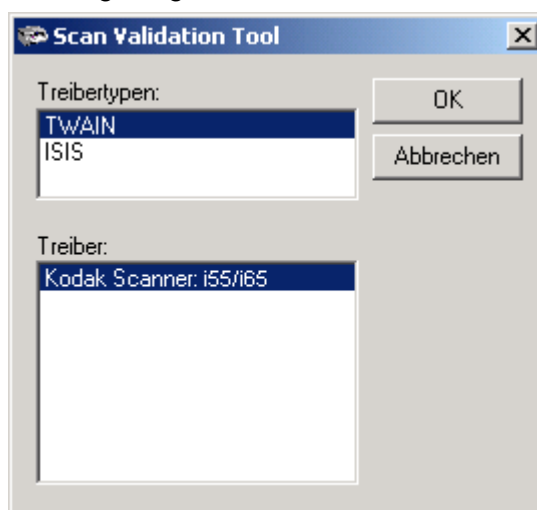 Scan Validation Tool
Treibertypen:
OK
TWAIN
ISIS
Abbrechen
Treiber:
Kodak Scanner: i55/i65